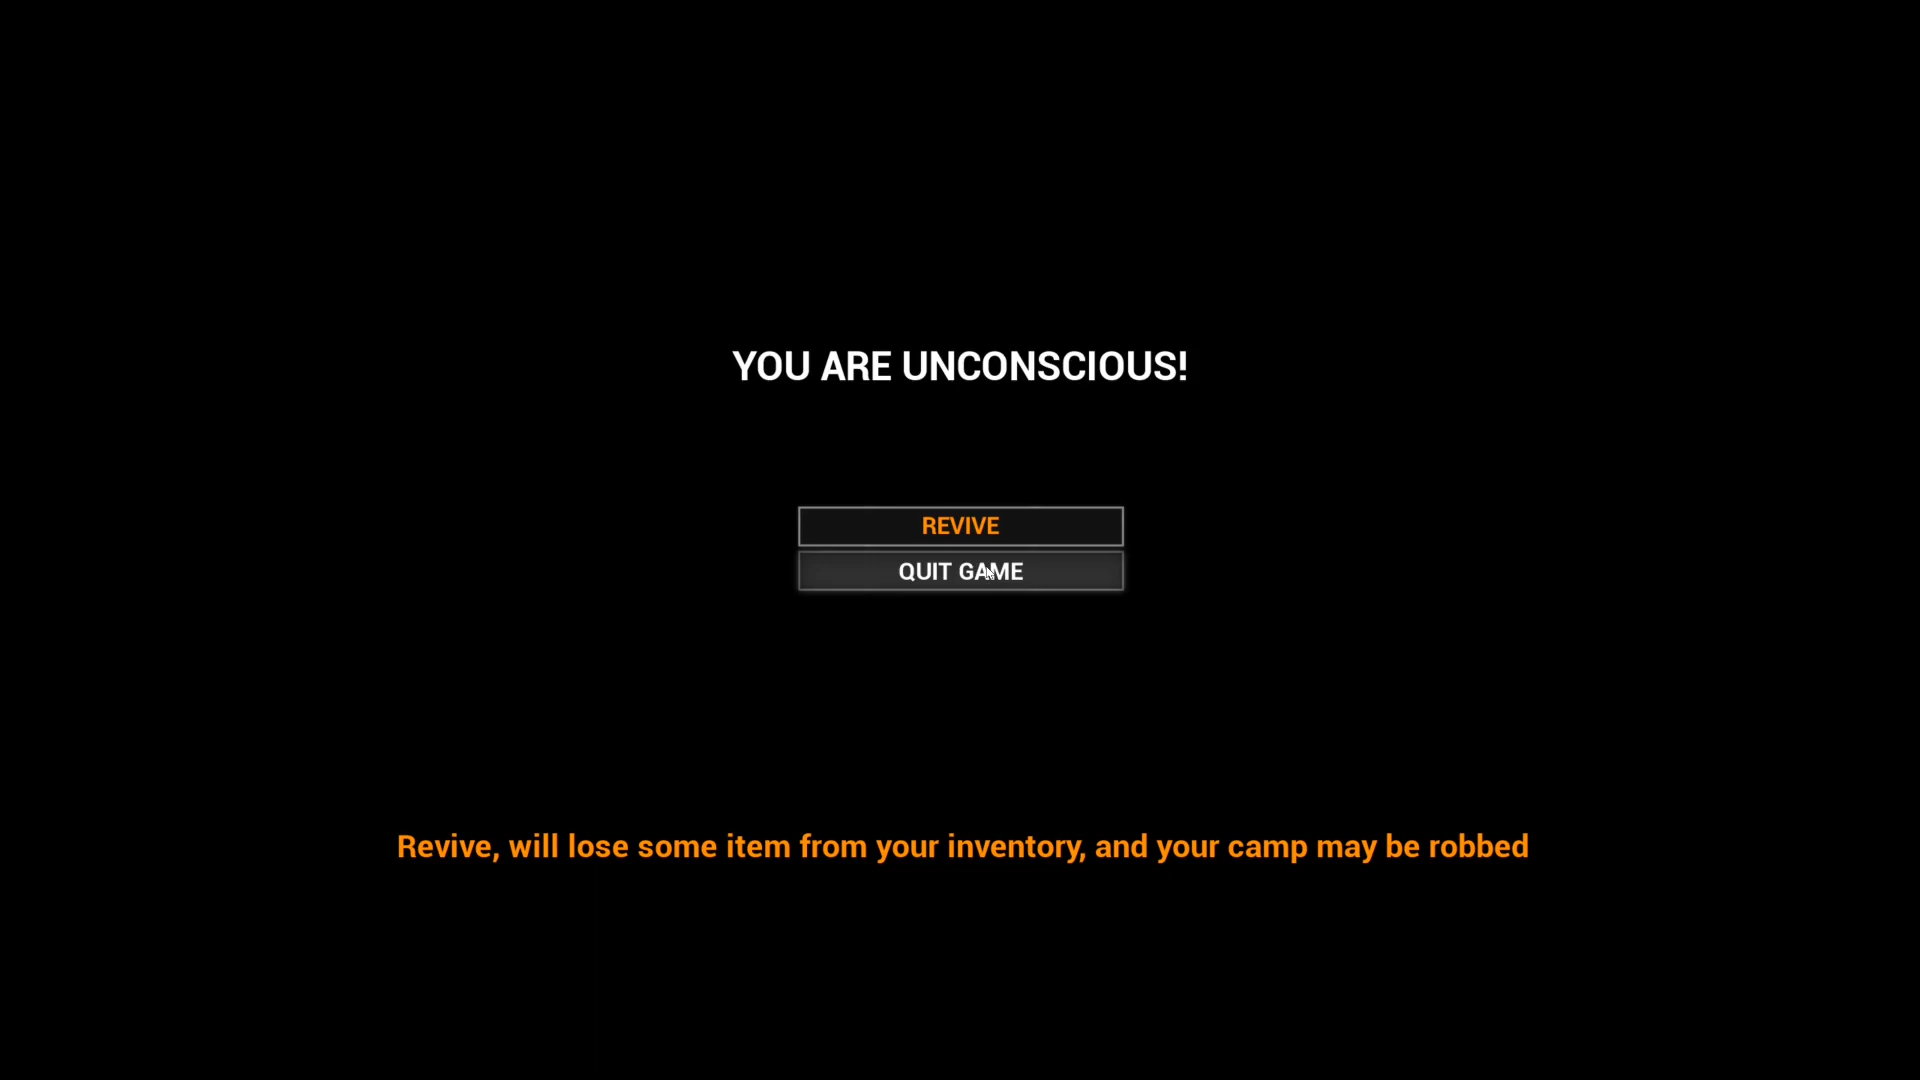 YOU ARE UNCONSCIOUS!
REVIVE
QUIT GAME
Revive, will lose some item from your inventory, and your camp may be robbed